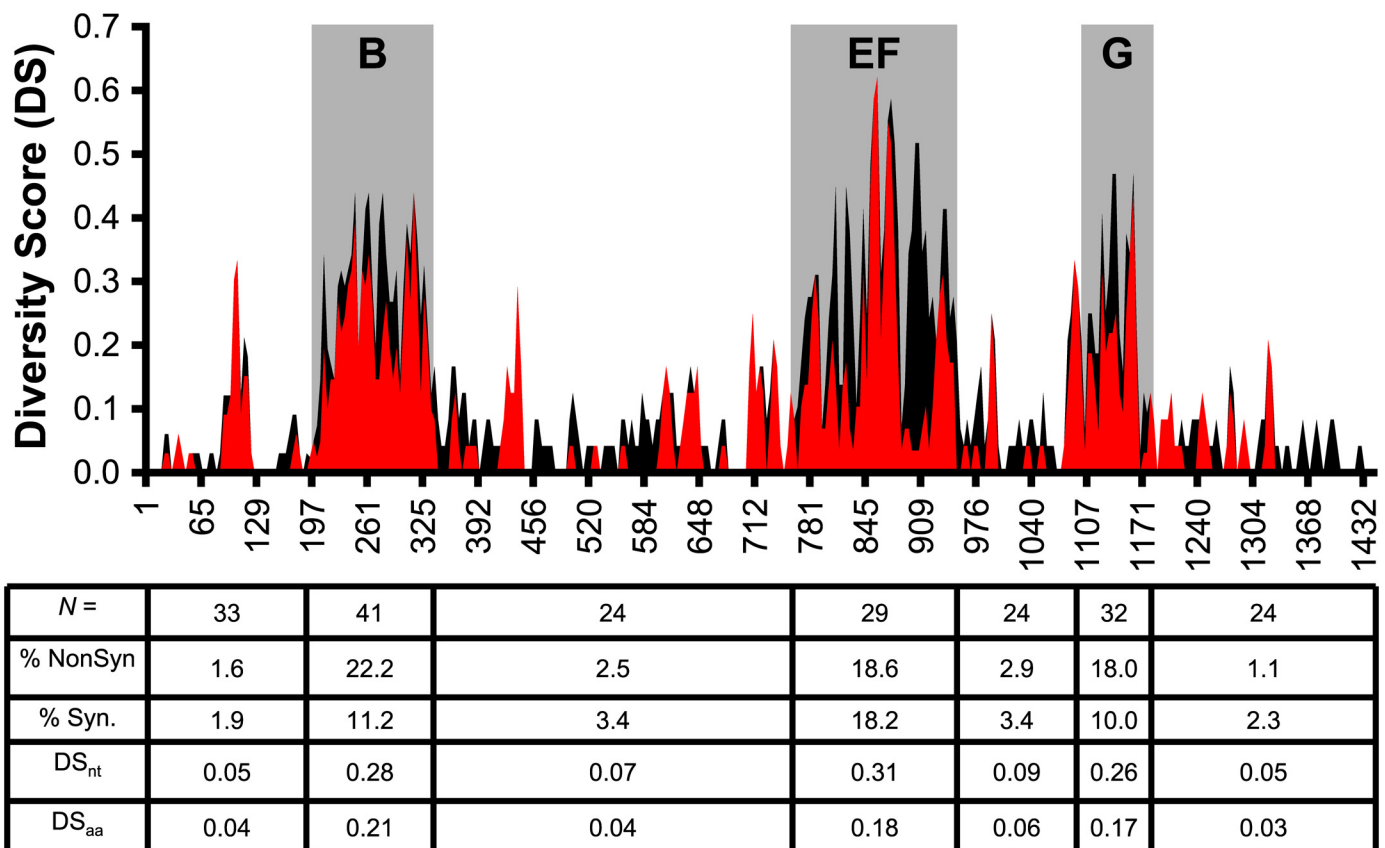 Diversity Score (DS)
0.7
0.6
0.5
0.4
0.3
0.2
0.1
0.0
B EF G
1 65 129 197 261 325 392 456 520 584 648 712 781 845 909 976 1040 1107 1171 1240 1304 1368 1432
N = 33 41 24 29 24 32 24
% NonSyn 1.6 22.2 2.5 18.6 2.9 18.0 1.1
% Syn. 1.9 11.2 3.4 18.2 3.4 10.0 2.3
DSnt 0.05 0.28 0.07 0.31 0.09 0.26 0.05
DSaa 0.04 0.21 0.04 0.18 0.06 0.17 0.03